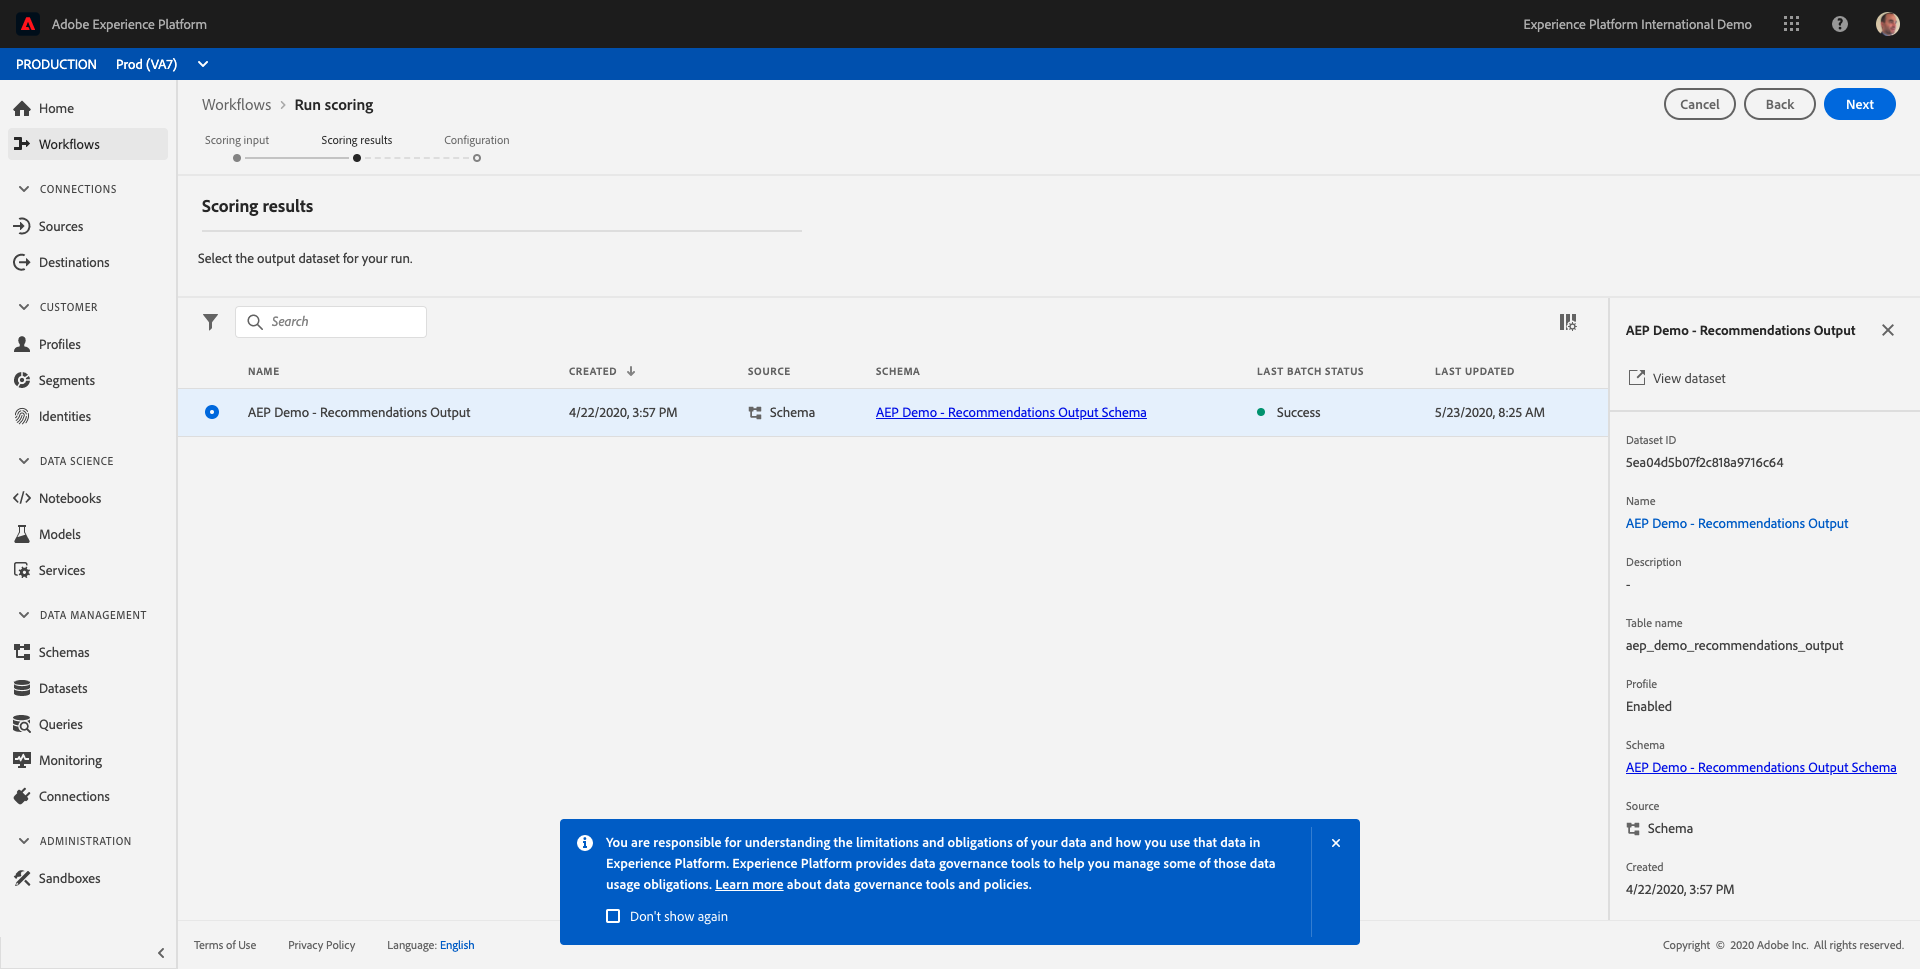 Adobe Experience Platform
Experience Platform International Demo
PRODUCTION Prod (VA7)
Home
Workflows
CONNECTIONS
Sources
Destinations
CUSTOMER
Profiles
Segments
Identities
DATA SCIENCE
Notebooks
Models
Services
DATA MANAGEMENT
Schemas
Datasets
Queries
Monitoring
Connections
ADMINISTRATION
Sandboxes
Workflows > Run scoring
Cancel Back Next
Scoring input Scoring results Configuration
Scoring results
Select the output dataset for your run.
Search
NAME CREATED ↓ SOURCE SCHEMA LAST BATCH STATUS LAST UPDATED
AEP Demo - Recommendations Output 4/22/2020, 3:57 PM Schema AEP Demo - Recommendations Output Schema Success 5/23/2020, 8:25 AM
AEP Demo - Recommendations Output
View dataset
Dataset ID
5ea04d5b07f2c818a9716c64
Name
AEP Demo - Recommendations Output
Description
-
Table name
aep_demo_recommendations_output
Profile
Enabled
Schema
AEP Demo - Recommendations Output Schema
Source
Schema
Created
4/22/2020, 3:57 PM
You are responsible for understanding the limitations and obligations of your data and how you use that data in
Experience Platform. Experience Platform provides data governance tools to help you manage some of those data
usage obligations. Learn more about data governance tools and policies.
Don't show again
Terms of Use Privacy Policy Language: English
Copyright © 2020 Adobe Inc. All rights reserved.